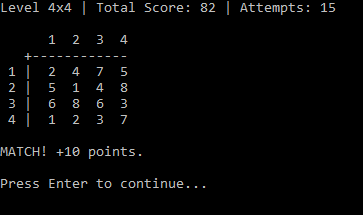 Level 4x4 | Total Score: 82 | Attempts: 15
1 2 3 4
+------------
1 | 2 4 7 5
2 | 5 1 4 8
3 | 6 8 6 3
4 | 1 2 3 7
MATCH! +10 points.
Press Enter to continue...